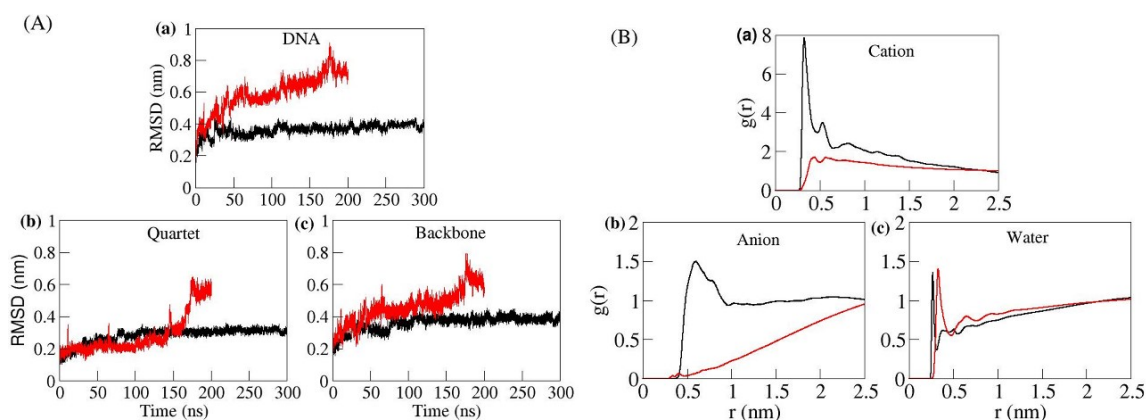 (A)
(a)
DNA
RMSD (nm)
1
0.8
0.6
0.4
0.2
0
0 50 100 150 200 250 300
(b)
Quartet
RMSD (nm)
1
0.8
0.6
0.4
0.2
0
0 50 100 150 200 250 300
Time (ns)
(c)
Backbone
1
0.8
0.6
0.4
0.2
0
0 50 100 150 200 250 300
Time (ns)
(B)
(a)
Cation
g(r)
8
6
4
2
0
0 0.5 1 1.5 2 2.5
(b)
Anion
g(r)
2
1.5
1
0.5
0
0 0.5 1 1.5 2 2.5
r (nm)
(c)
Water
2
1.5
1
0.5
0
0 0.5 1 1.5 2 2.5
r (nm)